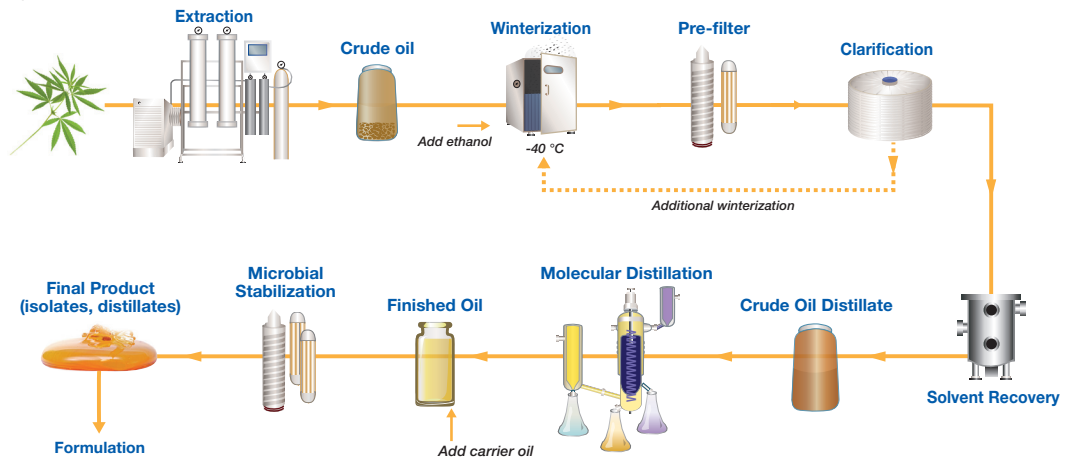 Extraction
Crude oil
Winterization
Pre-filter
Clarification
Add ethanol
-40 °C
Additional winterization
Final Product
(isolates, distillates)
Microbial
Stabilization
Finished Oil
Molecular Distillation
Crude Oil Distillate
Solvent Recovery
Formulation
Add carrier oil